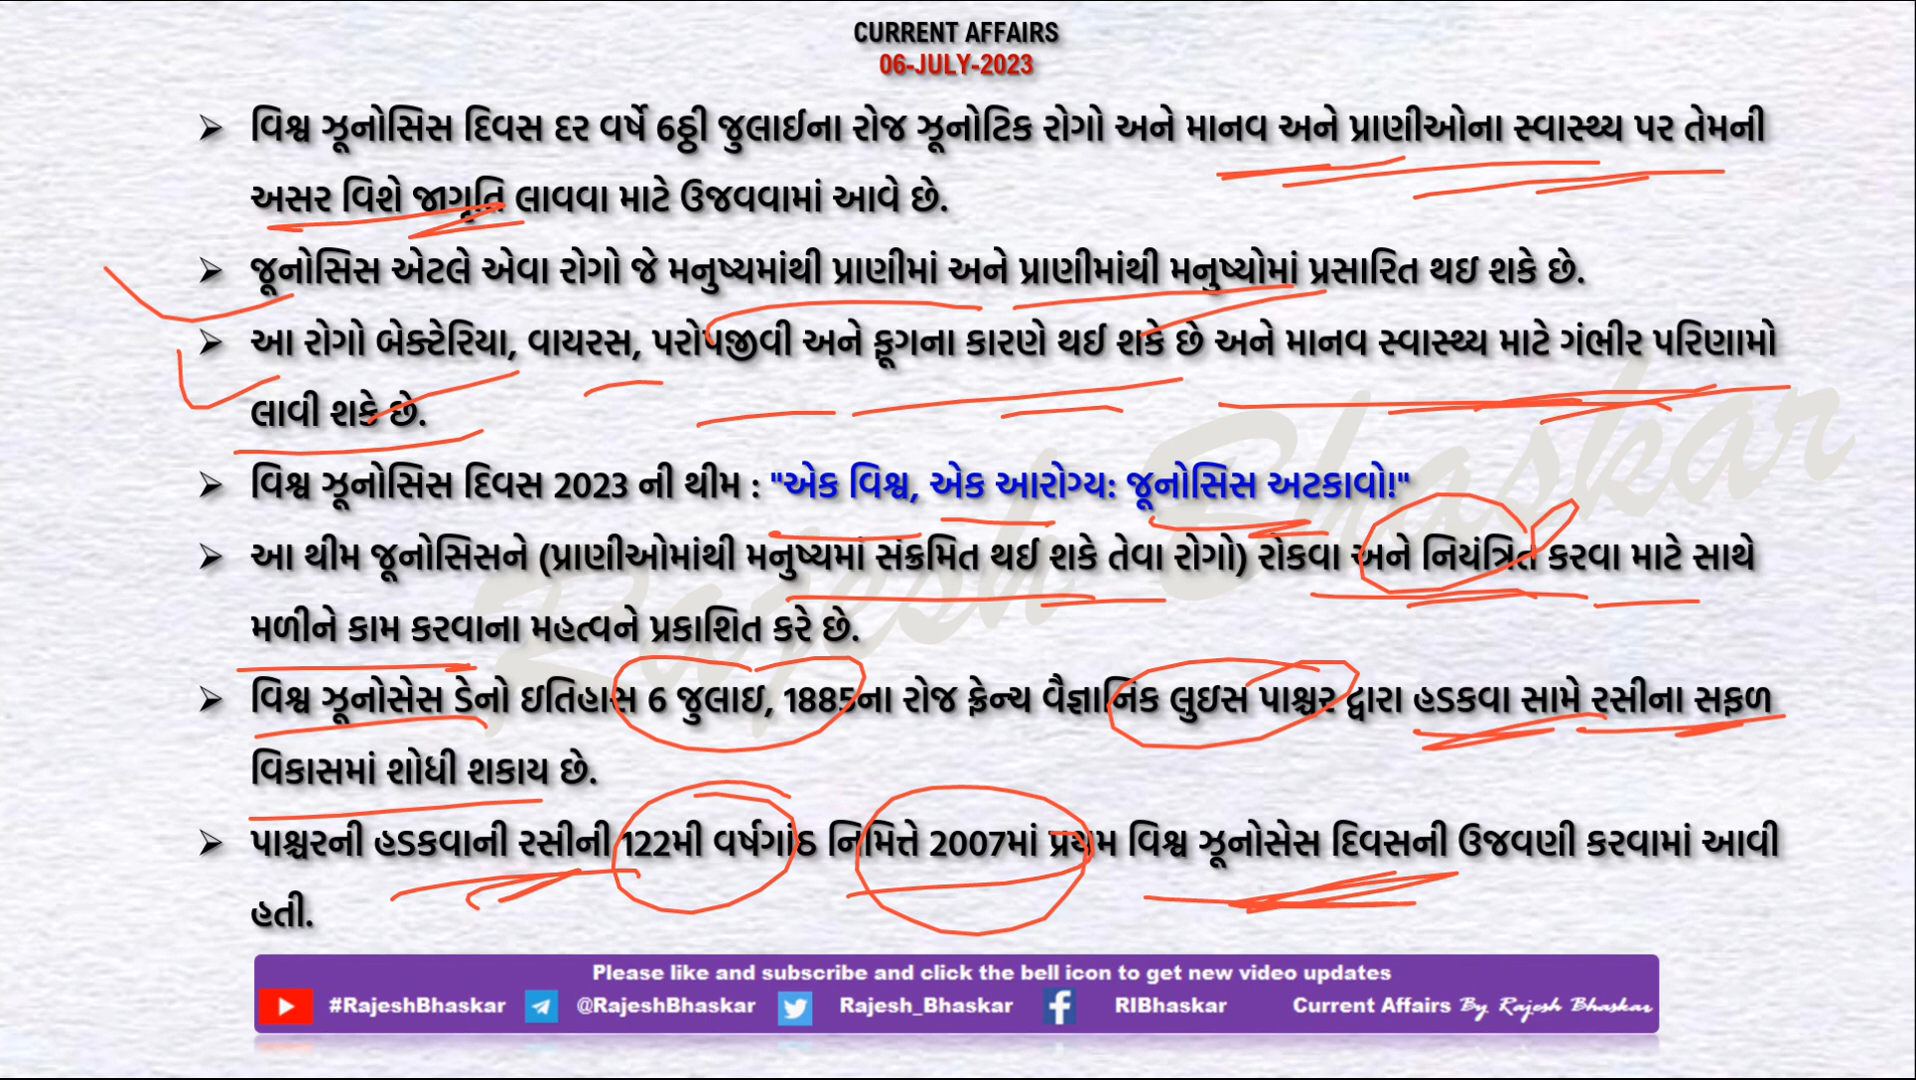 CURRENT AFFAIRS
06-JULY-2023
➢ વિશ્વ ઝૂનોસિસ દિવસ દર વર્ષે 6ઠ્ઠી જુલાઈના રોજ ઝૂનોટિક રોગો અને માનવ અને પ્રાણીઓના સ્વાસ્થ્ય પર તેમની
અસર વિશે જાગૃતિ લાવવા માટે ઉજવવામાં આવે છે.
➢ જૂનોસિસ એટલે એવા રોગો જે મનુષ્યમાંથી પ્રાણીમાં અને પ્રાણીમાંથી મનુષ્યોમાં પ્રસારિત થઇ શકે છે.
➢ આ રોગો બેક્ટેરિયા, વાયરસ, પરોપજીવી અને ફૂગના કારણે થઈ શકે છે અને માનવ સ્વાસ્થ્ય માટે ગંભીર પરિણામો
લાવી શકે છે.
➢ વિશ્વ ઝૂનોસિસ દિવસ 2023 ની થીમ : "એક વિશ્વ, એક આરોગ્ય: જૂનોસિસ અટકાવો!"
➢ આ થીમ જૂનોસિસને (પ્રાણીઓમાંથી મનુષ્યમાં સંક્રમિત થઈ શકે તેવા રોગો) રોકવા અને નિયંત્રિત કરવા માટે સાથે
મળીને કામ કરવાના મહત્વને પ્રકાશિત કરે છે.
➢ વિશ્વ ઝૂનોસેસ ડેનો ઇતિહાસ 6 જુલાઇ, 1885ના રોજ ફ્રેન્ચ વૈજ્ઞાનિક લુઇસ પાશ્ચર દ્વારા હડકવા સામે રસીના સફળ
વિકાસમાં શોધી શકાય છે.
➢ પાશ્ચરની હડકવાની રસીની 122મી વર્ષગાંઠ નિમિત્તે 2007માં પ્રથમ વિશ્વ ઝૂનોસેસ દિવસની ઉજવણી કરવામાં આવી
હતી.
Rajesh Bhaskar
Please like and subscribe and click the bell icon to get new video updates
#RajeshBhaskar @RajeshBhaskar Rajesh_Bhaskar RIBhaskar Current Affairs By Rajesh Bhaskar